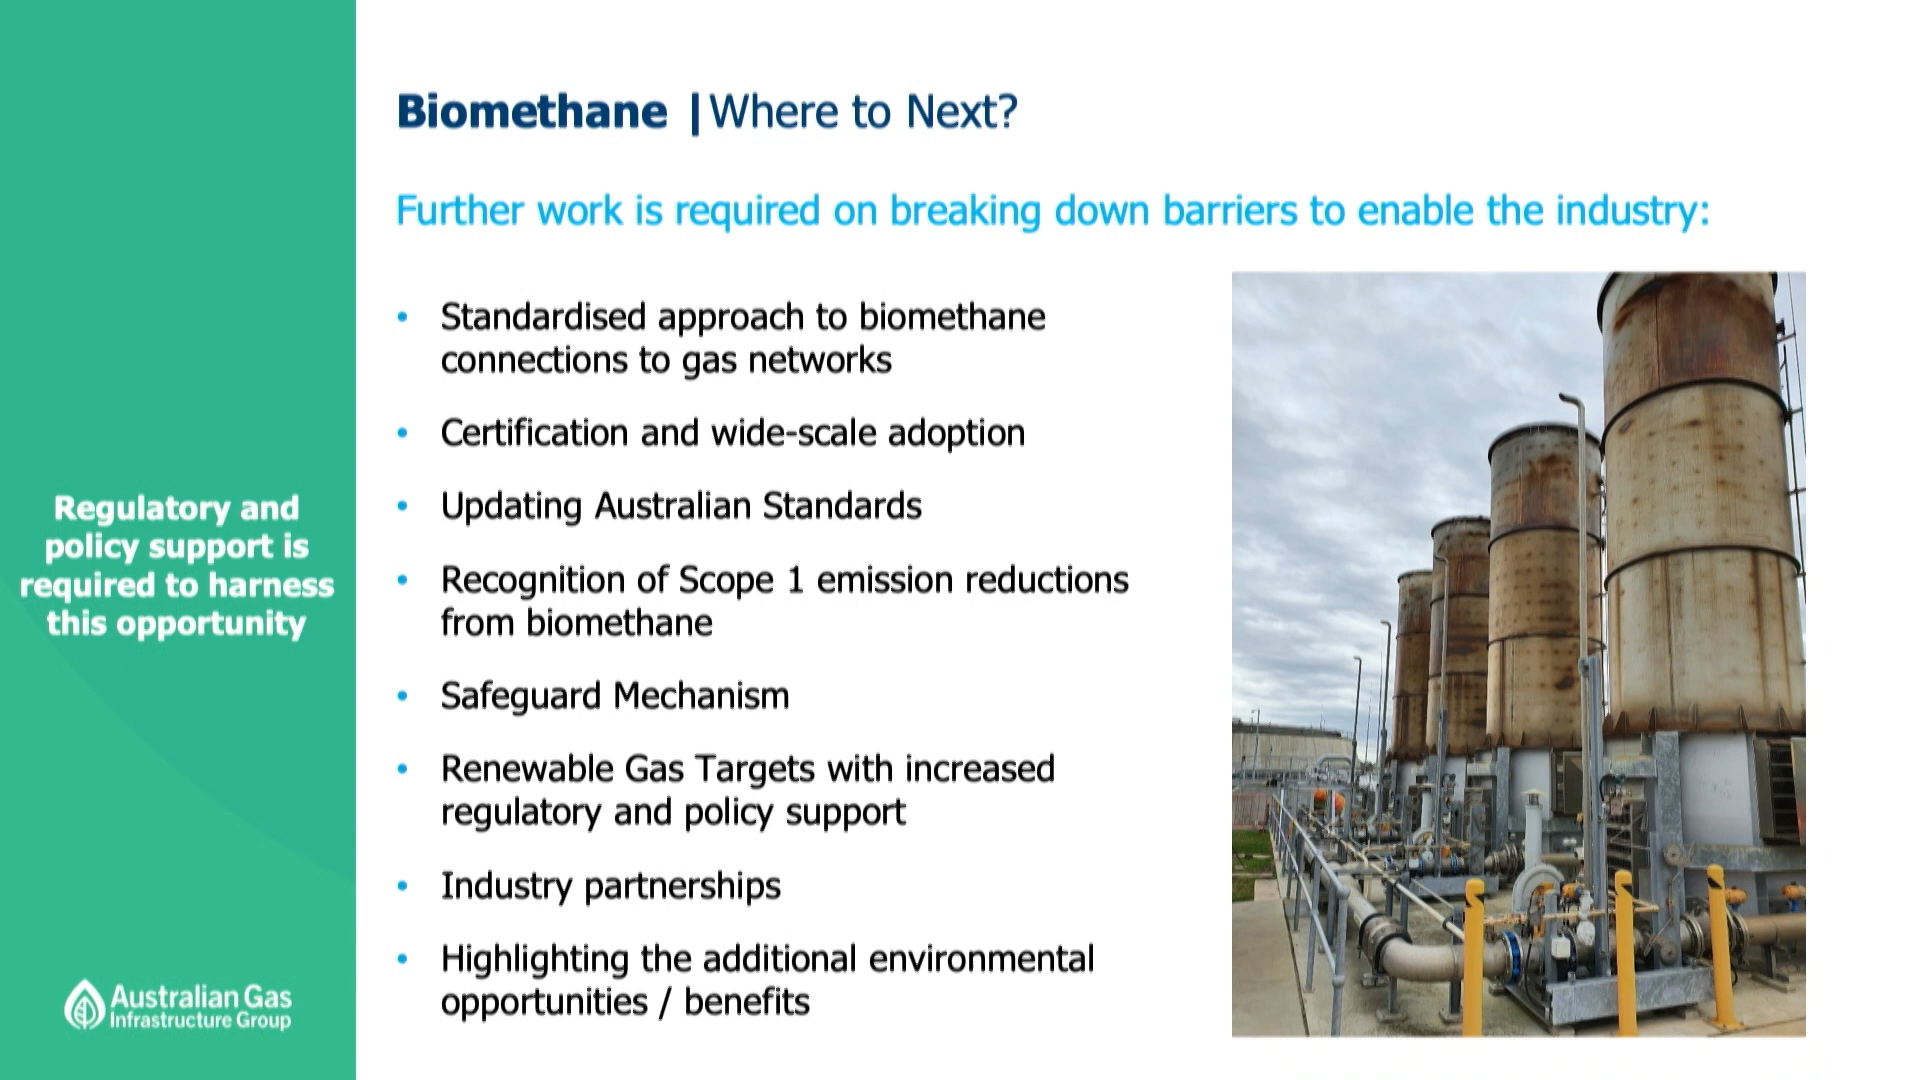 Biomethane | Where to Next?
Further work is required on breaking down barriers to enable the industry:
• Standardised approach to biomethane
connections to gas networks
• Certification and wide-scale adoption
• Updating Australian Standards
• Recognition of Scope 1 emission reductions
from biomethane
• Safeguard Mechanism
• Renewable Gas Targets with increased
regulatory and policy support
• Industry partnerships
• Highlighting the additional environmental
opportunities / benefits
Regulatory and
policy support is
required to harness
this opportunity
Australian Gas
Infrastructure Group